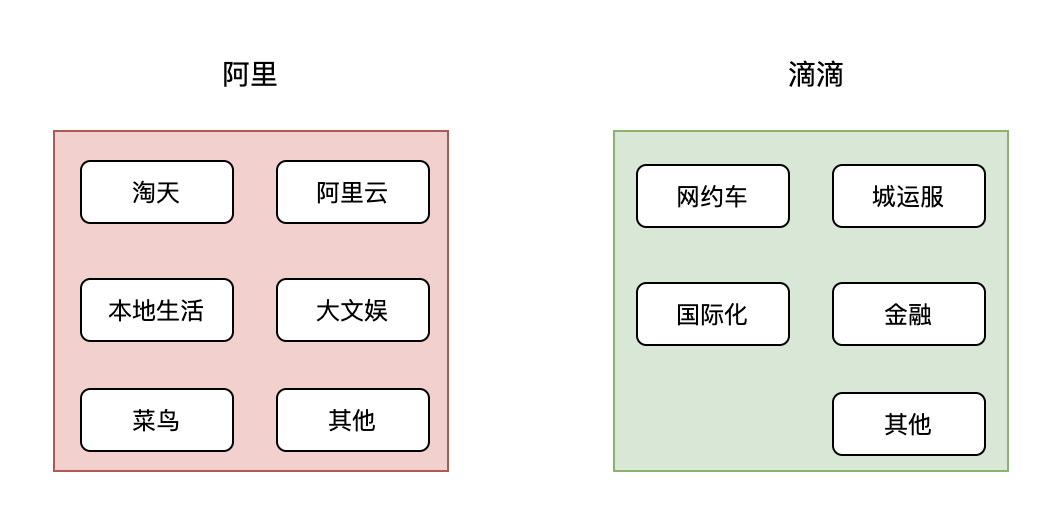 阿里
淘天
阿里云
本地生活
大文娱
菜鸟
其他
滴滴
网约车
城运服
国际化
金融
其他